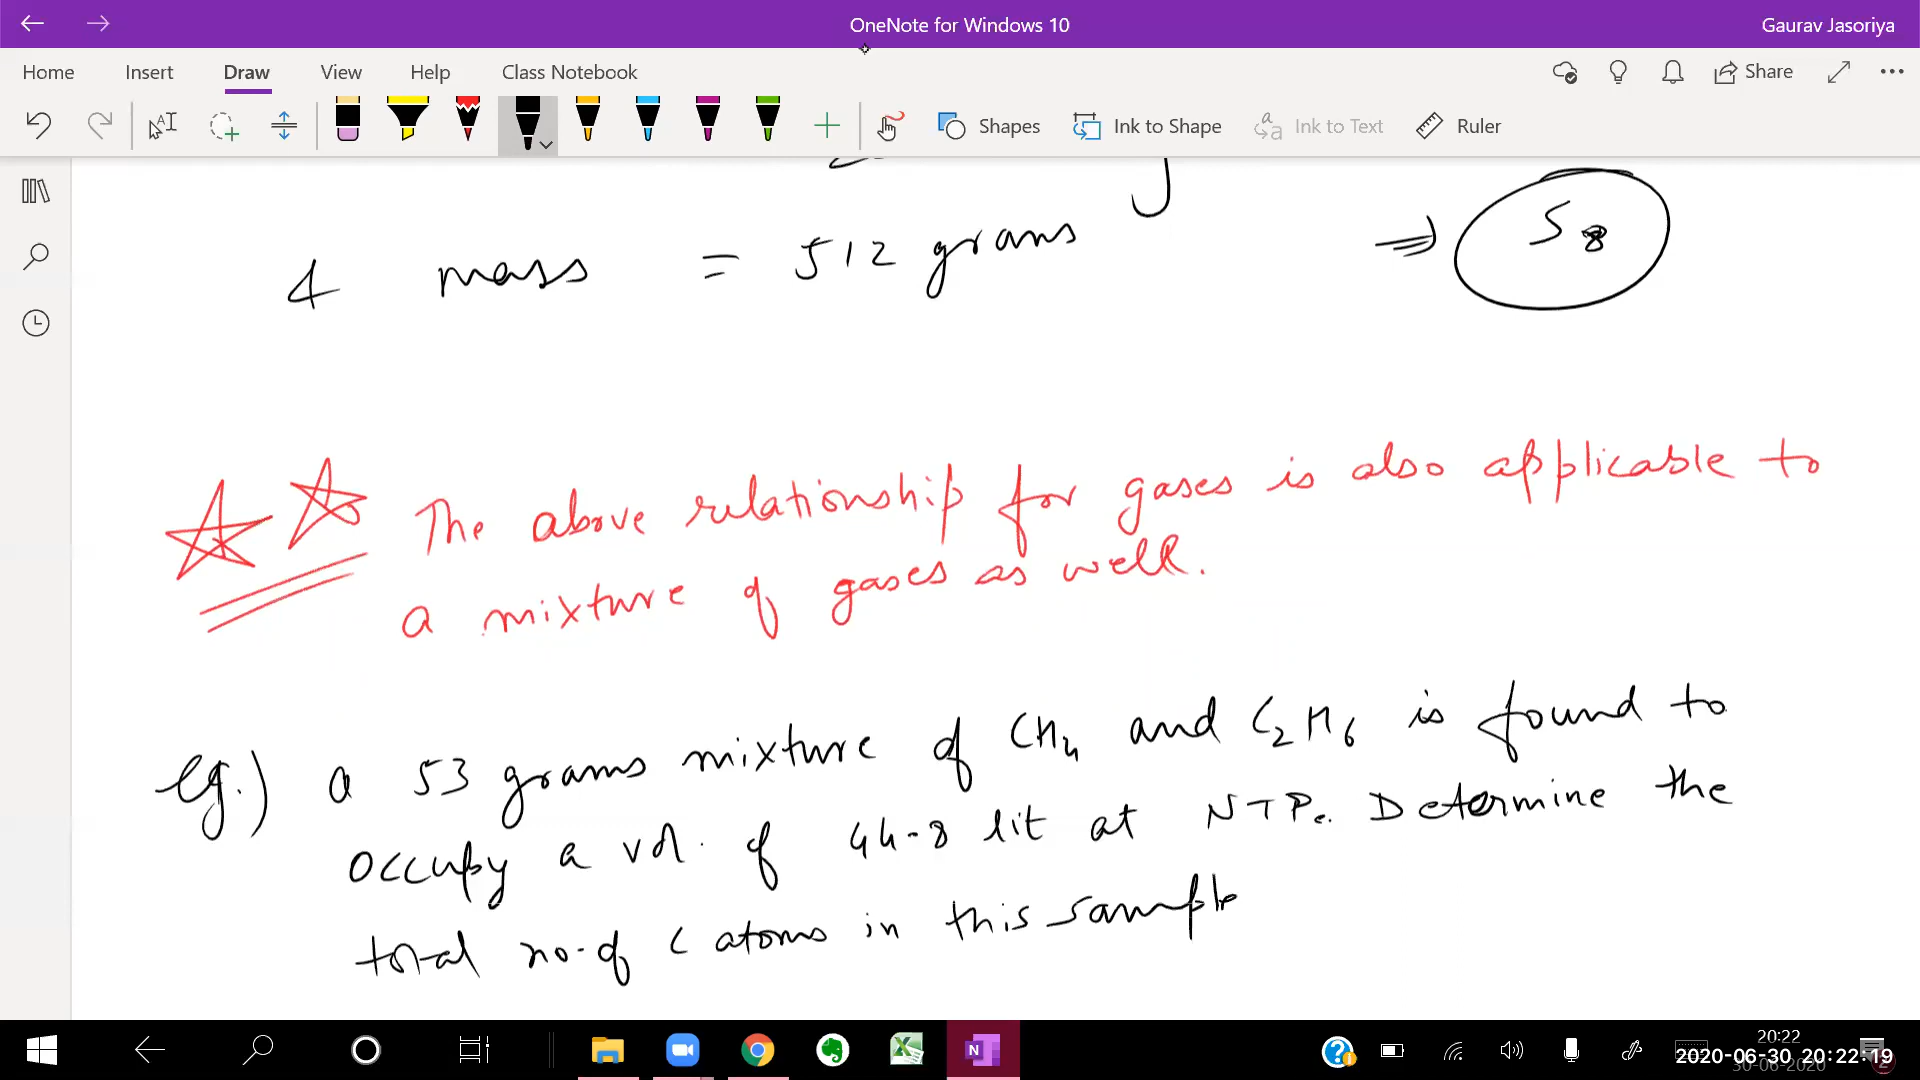 OneNote for Windows 10
Gaurav Jasoriya
Home Insert Draw View Help Class Notebook Share
Shapes Ink to Shape Ink to Text Ruler
4 mass = 512 grams ⇒ S8
The above relationship for gases is also applicable to
a mixture of gases as well.
eg.) a 53 grams mixture of CH4 and C2H6 is found to
occupy a vol. of 44.8 lit at NTP. Determine the
total no. of C atoms in this sample
20:22
2020-06-30 20:22:19
30-06-2020